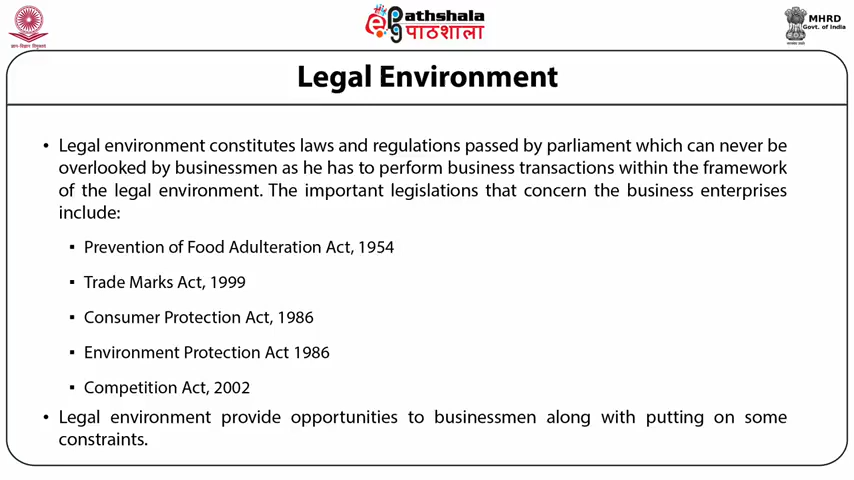 ePathshala
पाठशाला
MHRD
Govt. of India
Legal Environment
• Legal environment constitutes laws and regulations passed by parliament which can never be
overlooked by businessmen as he has to perform business transactions within the framework
of the legal environment. The important legislations that concern the business enterprises
include:
▪ Prevention of Food Adulteration Act, 1954
▪ Trade Marks Act, 1999
▪ Consumer Protection Act, 1986
▪ Environment Protection Act 1986
▪ Competition Act, 2002
• Legal environment provide opportunities to businessmen along with putting on some
constraints.